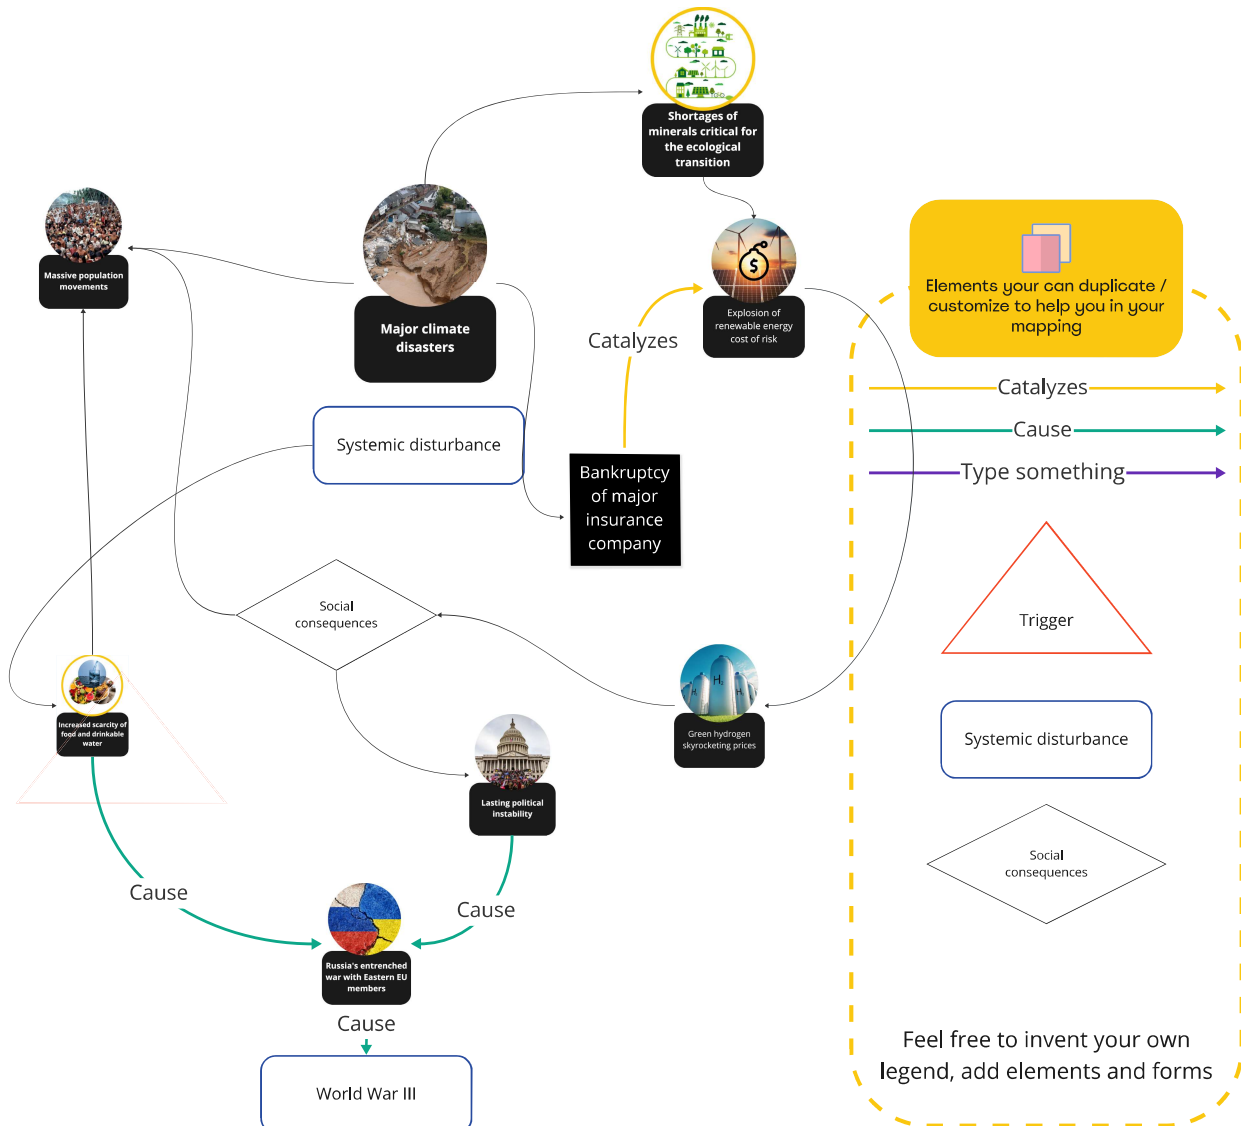 Shortages of
minerals critical for
the ecological
transition
Massive population
movements
Major climate
disasters
$
Explosion of
renewable energy
cost of risk
Catalyzes
Systemic disturbance
Bankruptcy
of major
insurance
company
Social
consequences
H₂
H₂
H₂
Green hydrogen
skyrocketing prices
Increased scarcity of
food and drinkable
water
Lasting political
instability
Cause
Cause
Russia's entrenched
war with Eastern EU
members
Cause
World War III
Elements your can duplicate /
customize to help you in your
mapping
Catalyzes
Cause
Type something
Trigger
Systemic disturbance
Social
consequences
Feel free to invent your own
legend, add elements and forms